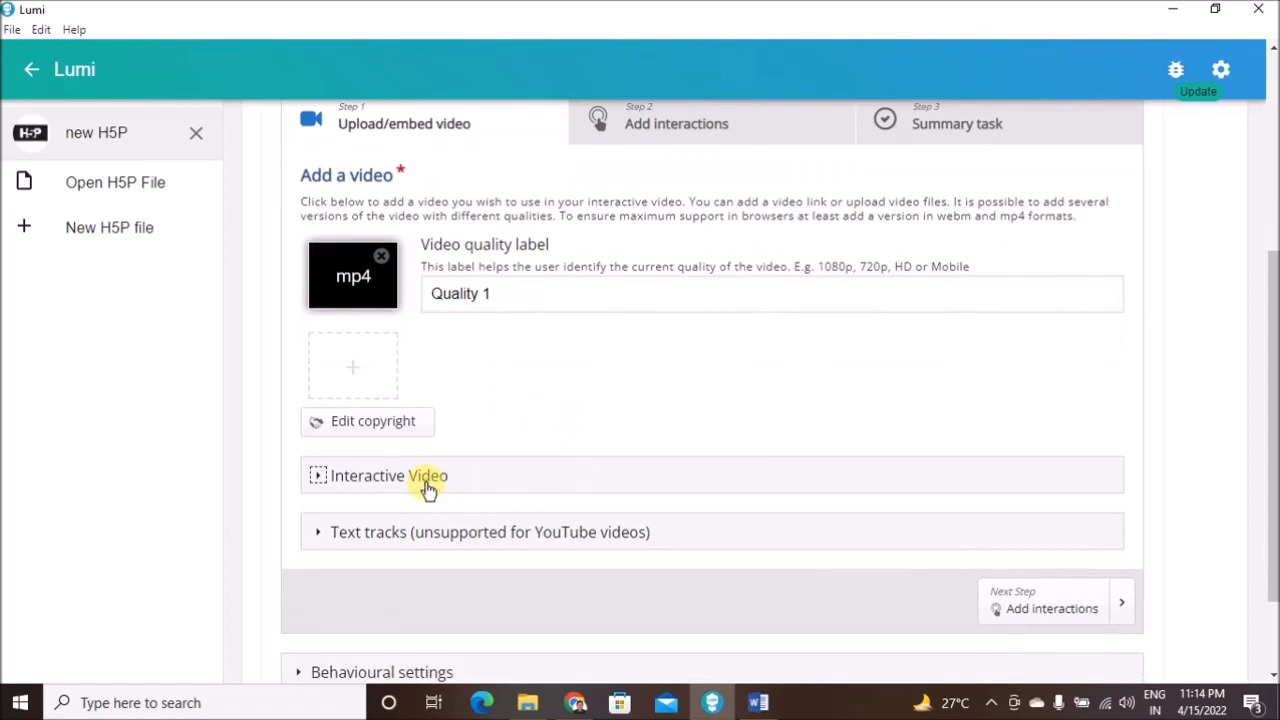 Lumi
File Edit Help
Lumi
Update
H5P new H5P
Open H5P File
New H5P file
Step 1
Upload/embed video
Step 2
Add interactions
Step 3
Summary task
Add a video *
Click below to add a video you wish to use in your interactive video. You can add a video link or upload video files. It is possible to add several
versions of the video with different qualities. To ensure maximum support in browsers at least add a version in webm and mp4 formats.
mp4
Video quality label
This label helps the user identify the current quality of the video. E.g. 1080p, 720p, HD or Mobile
Quality 1
Edit copyright
Interactive Video
Text tracks (unsupported for YouTube videos)
Next Step
Add interactions
Behavioural settings
Type here to search
27°C
ENG
IN
11:14 PM
4/15/2022
3